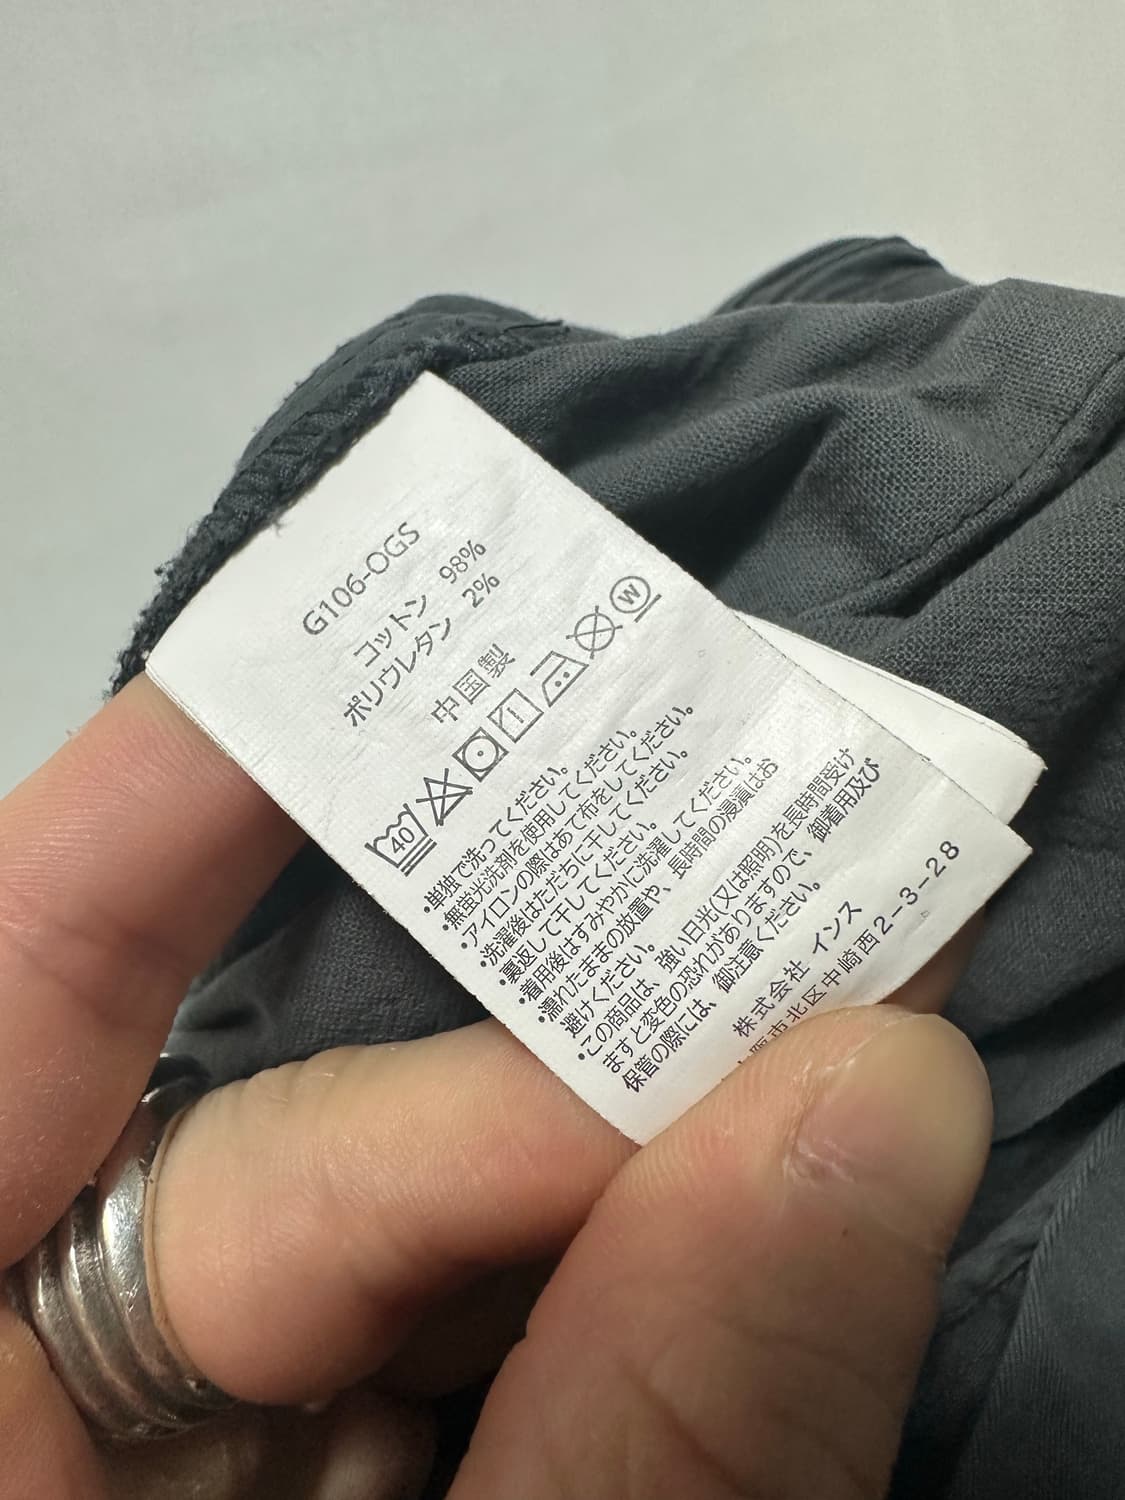 G106-OGS
コットン 98%
ポリウレタン 2%
中国製
40 W
・単独で洗ってください。
・無蛍光洗剤を使用してください。
・アイロンの際はあて布をしてください。
・洗濯後はただちに干してください。
・裏返して干してください。
・着用後はすみやかに洗濯してください。
・濡れたままの放置や、長時間の浸漬はお
避けください。
・この商品は、強い日光(又は照明)を長時間受け
ますと変色の恐れがありますので、御着用及び
保管の際には、御注意ください。
株式会社 インス
阪市北区中崎西2-3-28